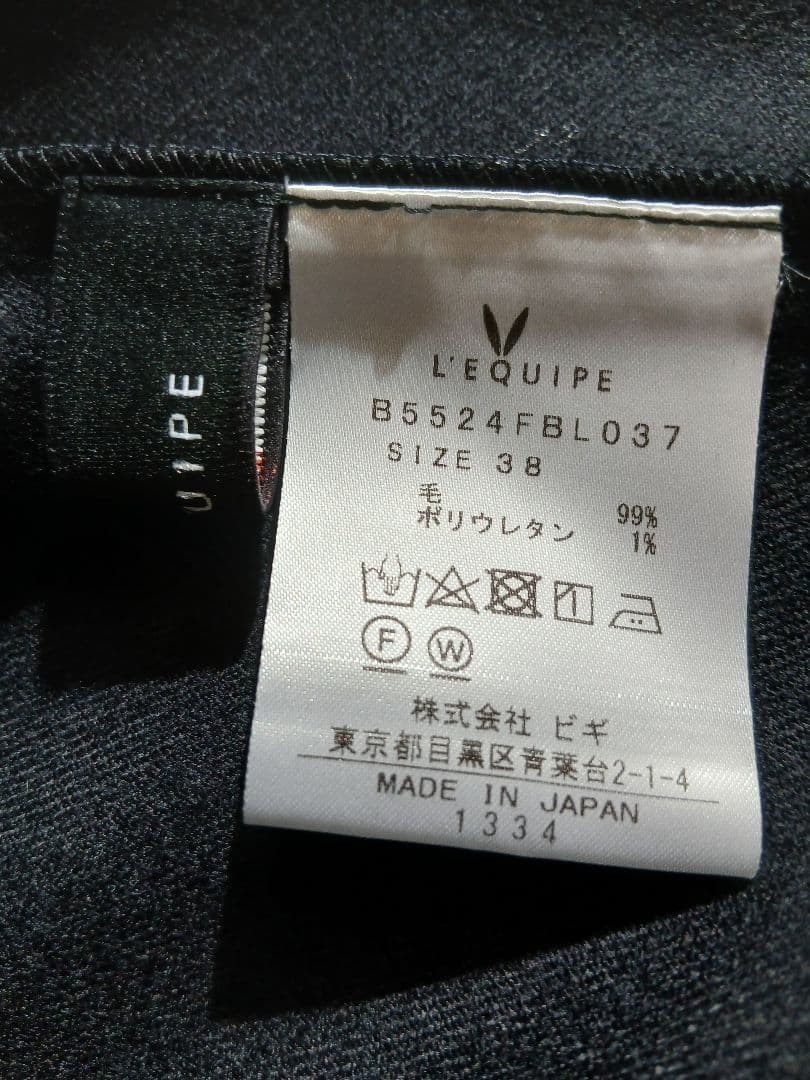 UIPE
L'EQUIPE
B5524FBL037
SIZE 38
毛 99%
ポリウレタン 1%
F W
株式会社 ビギ
東京都目黒区青葉台2-1-4
MADE IN JAPAN
1334